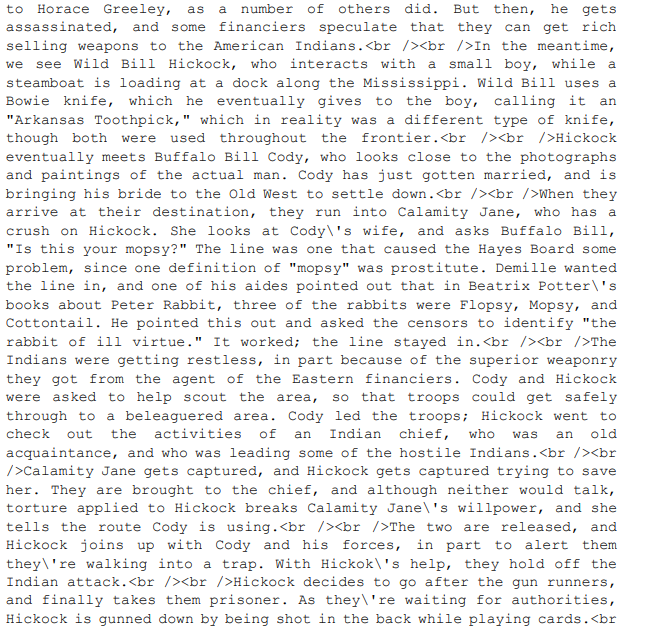 to Horace Greeley, as a number of others did. But then, he gets
assassinated, and some financiers speculate that they can get rich
selling weapons to the American Indians.<br /><br />In the meantime,
we see Wild Bill Hickock, who interacts with a small boy, while a
steamboat is loading at a dock along the Mississippi. Wild Bill uses a
Bowie knife, which he eventually gives to the boy, calling it an
"Arkansas Toothpick," which in reality was a different type of knife,
though both were used throughout the frontier.<br /><br />Hickock
eventually meets Buffalo Bill Cody, who looks close to the photographs
and paintings of the actual man. Cody has just gotten married, and is
bringing his bride to the Old West to settle down.<br /><br />When they
arrive at their destination, they run into Calamity Jane, who has a
crush on Hickock. She looks at Cody\'s wife, and asks Buffalo Bill,
"Is this your mopsy?" The line was one that caused the Hayes Board some
problem, since one definition of "mopsy" was prostitute. Demille wanted
the line in, and one of his aides pointed out that in Beatrix Potter\'s
books about Peter Rabbit, three of the rabbits were Flopsy, Mopsy, and
Cottontail. He pointed this out and asked the censors to identify "the
rabbit of ill virtue." It worked; the line stayed in.<br /><br />The
Indians were getting restless, in part because of the superior weaponry
they got from the agent of the Eastern financiers. Cody and Hickock
were asked to help scout the area, so that troops could get safely
through to a beleaguered area. Cody led the troops; Hickock went to
check out the activities of an Indian chief, who was an old
acquaintance, and who was leading some of the hostile Indians.<br /><br
/>Calamity Jane gets captured, and Hickock gets captured trying to save
her. They are brought to the chief, and although neither would talk,
torture applied to Hickock breaks Calamity Jane\'s willpower, and she
tells the route Cody is using.<br /><br />The two are released, and
Hickock joins up with Cody and his forces, in part to alert them
they\'re walking into a trap. With Hickok\'s help, they hold off the
Indian attack.<br /><br />Hickock decides to go after the gun runners,
and finally takes them prisoner. As they\'re waiting for authorities,
Hickock is gunned down by being shot in the back while playing cards.<br